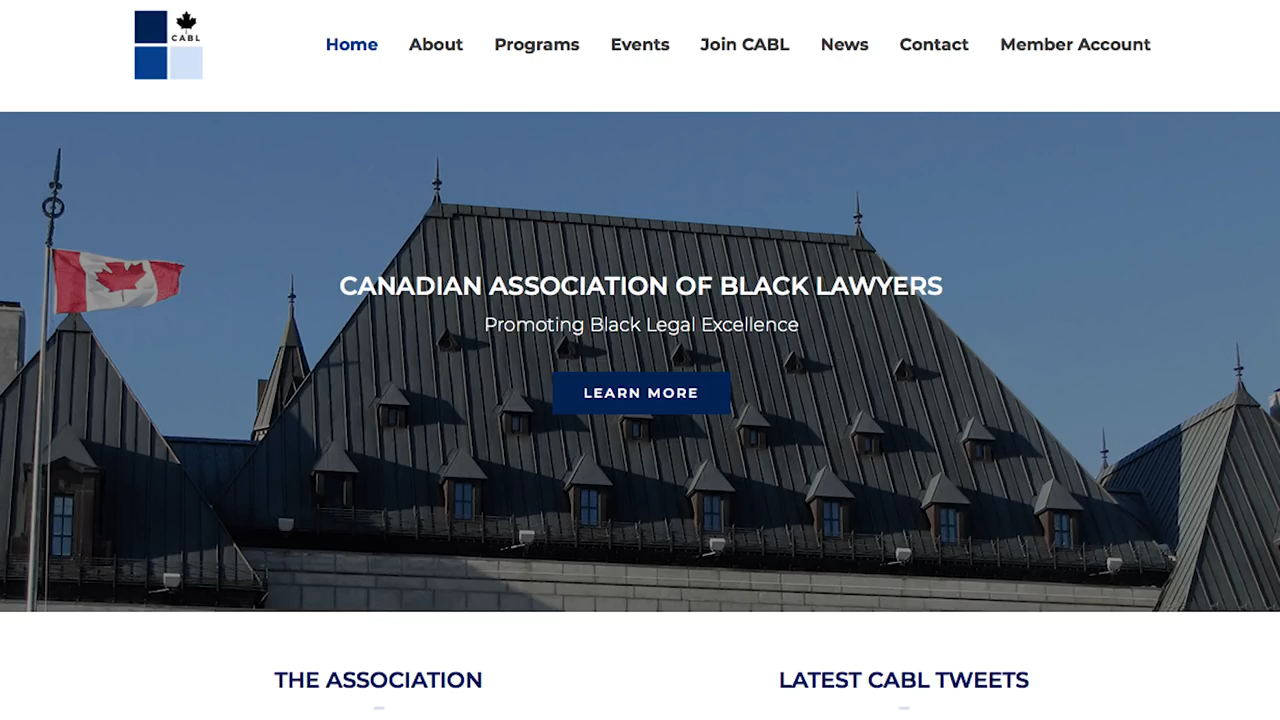 CABL
Home About Programs Events Join CABL News Contact Member Account
CANADIAN ASSOCIATION OF BLACK LAWYERS
Promoting Black Legal Excellence
LEARN MORE
THE ASSOCIATION
LATEST CABL TWEETS